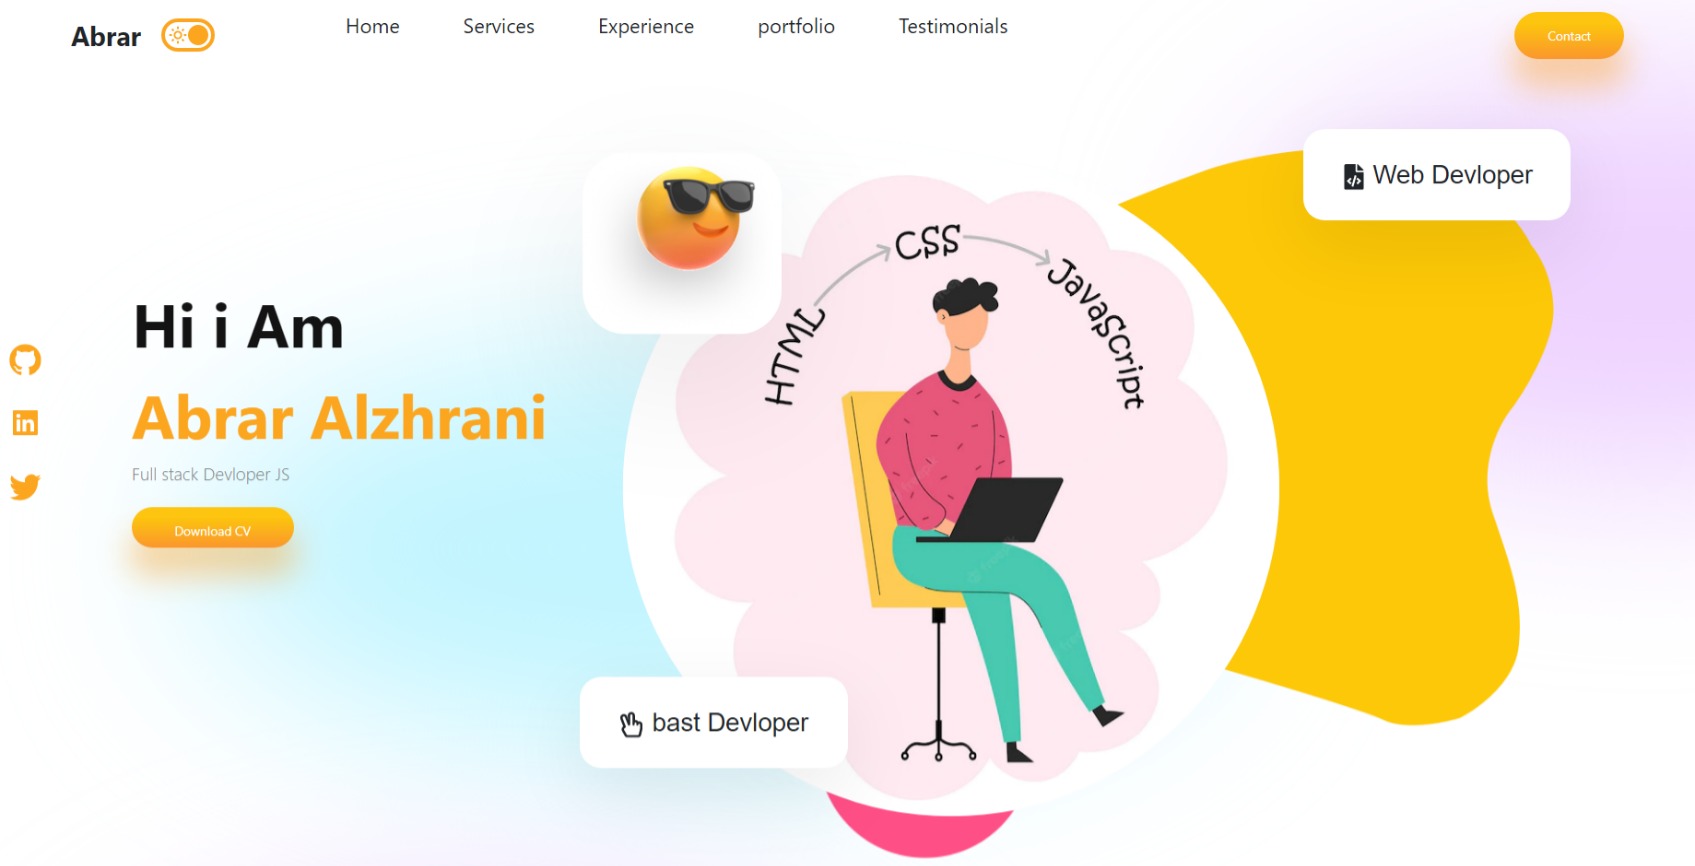 Abrar
Home
Services
Experience
portfolio
Testimonials
Contact
Web Devloper
CSS
HTML
JavaScript
Hi i Am
Abrar Alzhrani
Full stack Devloper JS
Download CV
bast Devloper